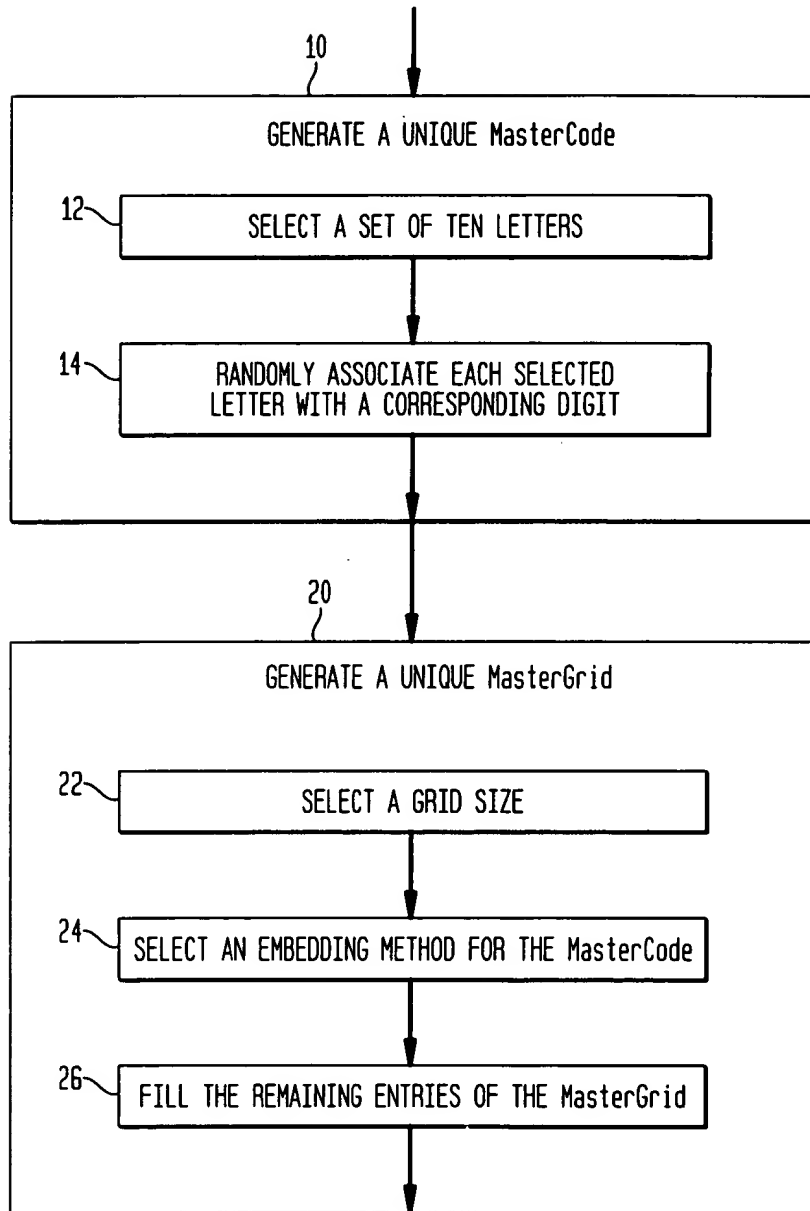 10
GENERATE A UNIQUE MasterCode
12
SELECT A SET OF TEN LETTERS
14
RANDOMLY ASSOCIATE EACH SELECTED
LETTER WITH A CORRESPONDING DIGIT
20
GENERATE A UNIQUE MasterGrid
22
SELECT A GRID SIZE
24
SELECT AN EMBEDDING METHOD FOR THE MasterCode
26
FILL THE REMAINING ENTRIES OF THE MasterGrid